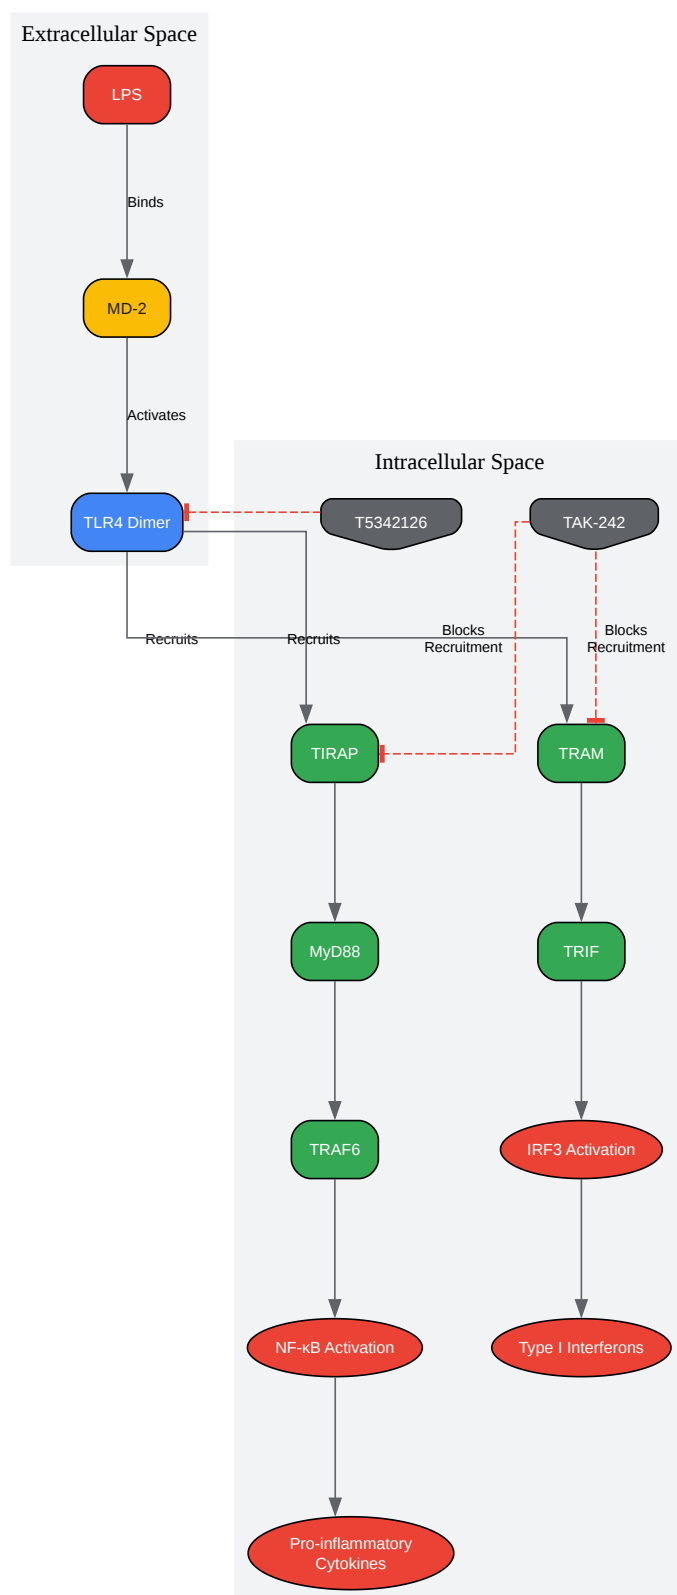 Extracellular Space
LPS
Binds
MD-2
Activates
Intracellular Space
TLR4 Dimer
T5342126
TAK-242
Recruits
Recruits
Blocks
Recruitment
Blocks
Recruitment
TIRAP
TRAM
MyD88
TRIF
TRAF6
IRF3 Activation
NF-κB Activation
Type I Interferons
Pro-inflammatory
Cytokines